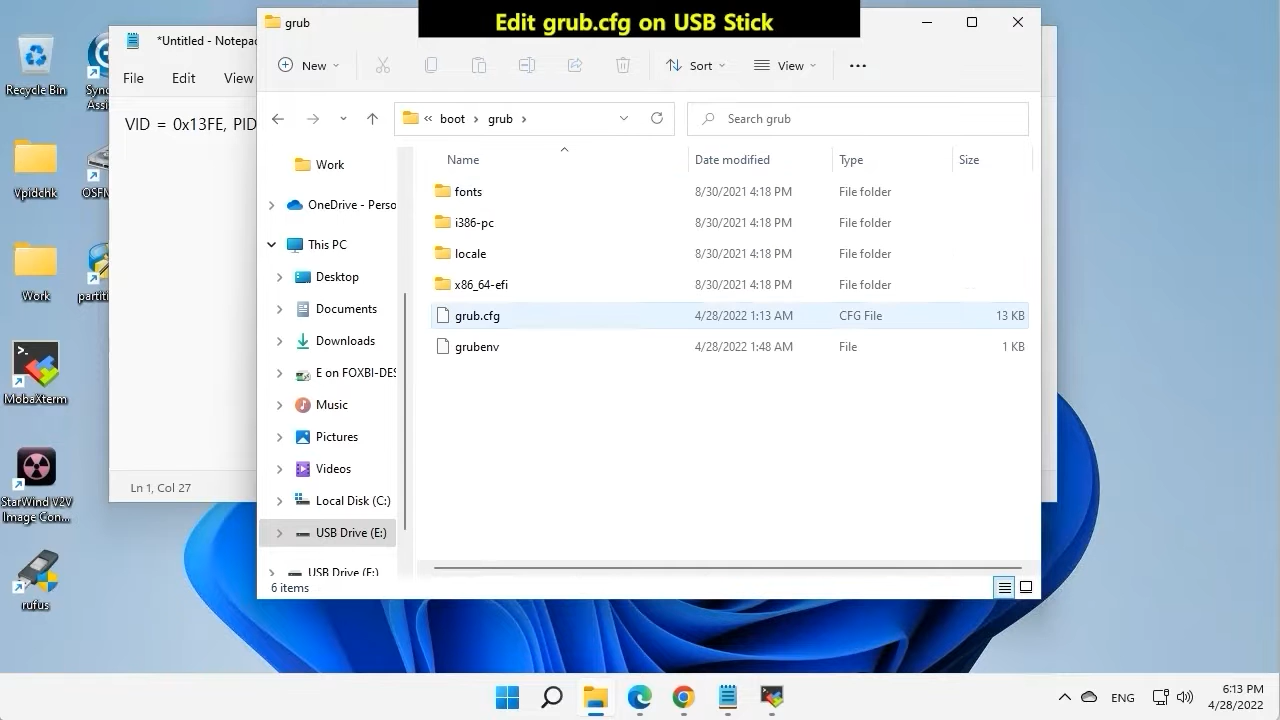 Edit grub.cfg on USB Stick
grub
*Untitled - Notepa
File Edit View
VID = 0x13FE, PID
Ln 1, Col 27
New
Sort
View
boot
grub
Search grub
Name Date modified Type Size
fonts 8/30/2021 4:18 PM File folder
i386-pc 8/30/2021 4:18 PM File folder
locale 8/30/2021 4:18 PM File folder
x86_64-efi 8/30/2021 4:18 PM File folder
grub.cfg 4/28/2022 1:13 AM CFG File 13 KB
grubenv 4/28/2022 1:48 AM File 1 KB
Work
OneDrive - Perso
This PC
Desktop
Documents
Downloads
E on FOXBI-DES
Music
Pictures
Videos
Local Disk (C:)
USB Drive (E:)
USB Drive (F:)
6 items
Recycle Bin
Syno
Assis
Vpidchk
OSFM
Work
partiti
MobaXterm
StarWind V2V
Image Con...
rufus
ENG
6:13 PM
4/28/2022